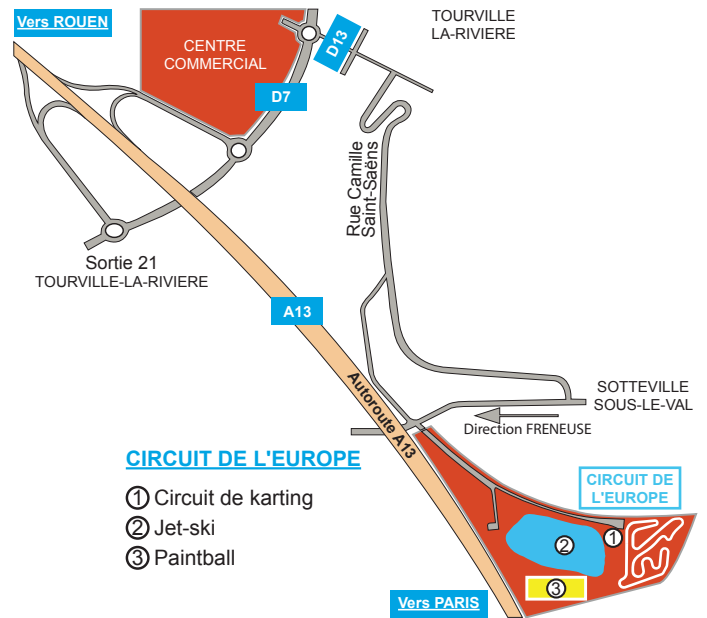 Vers ROUEN
TOURVILLE
LA-RIVIERE
CENTRE
COMMERCIAL
D13
D7
Rue Camille
Saint-Saëns
Sortie 21
TOURVILLE-LA-RIVIERE
A13
Autoroute A13
SOTTEVILLE
SOUS-LE-VAL
Direction FRENEUSE
CIRCUIT DE L'EUROPE
1 Circuit de karting
2 Jet-ski
3 Paintball
CIRCUIT DE
L'EUROPE
1
2
3
Vers PARIS